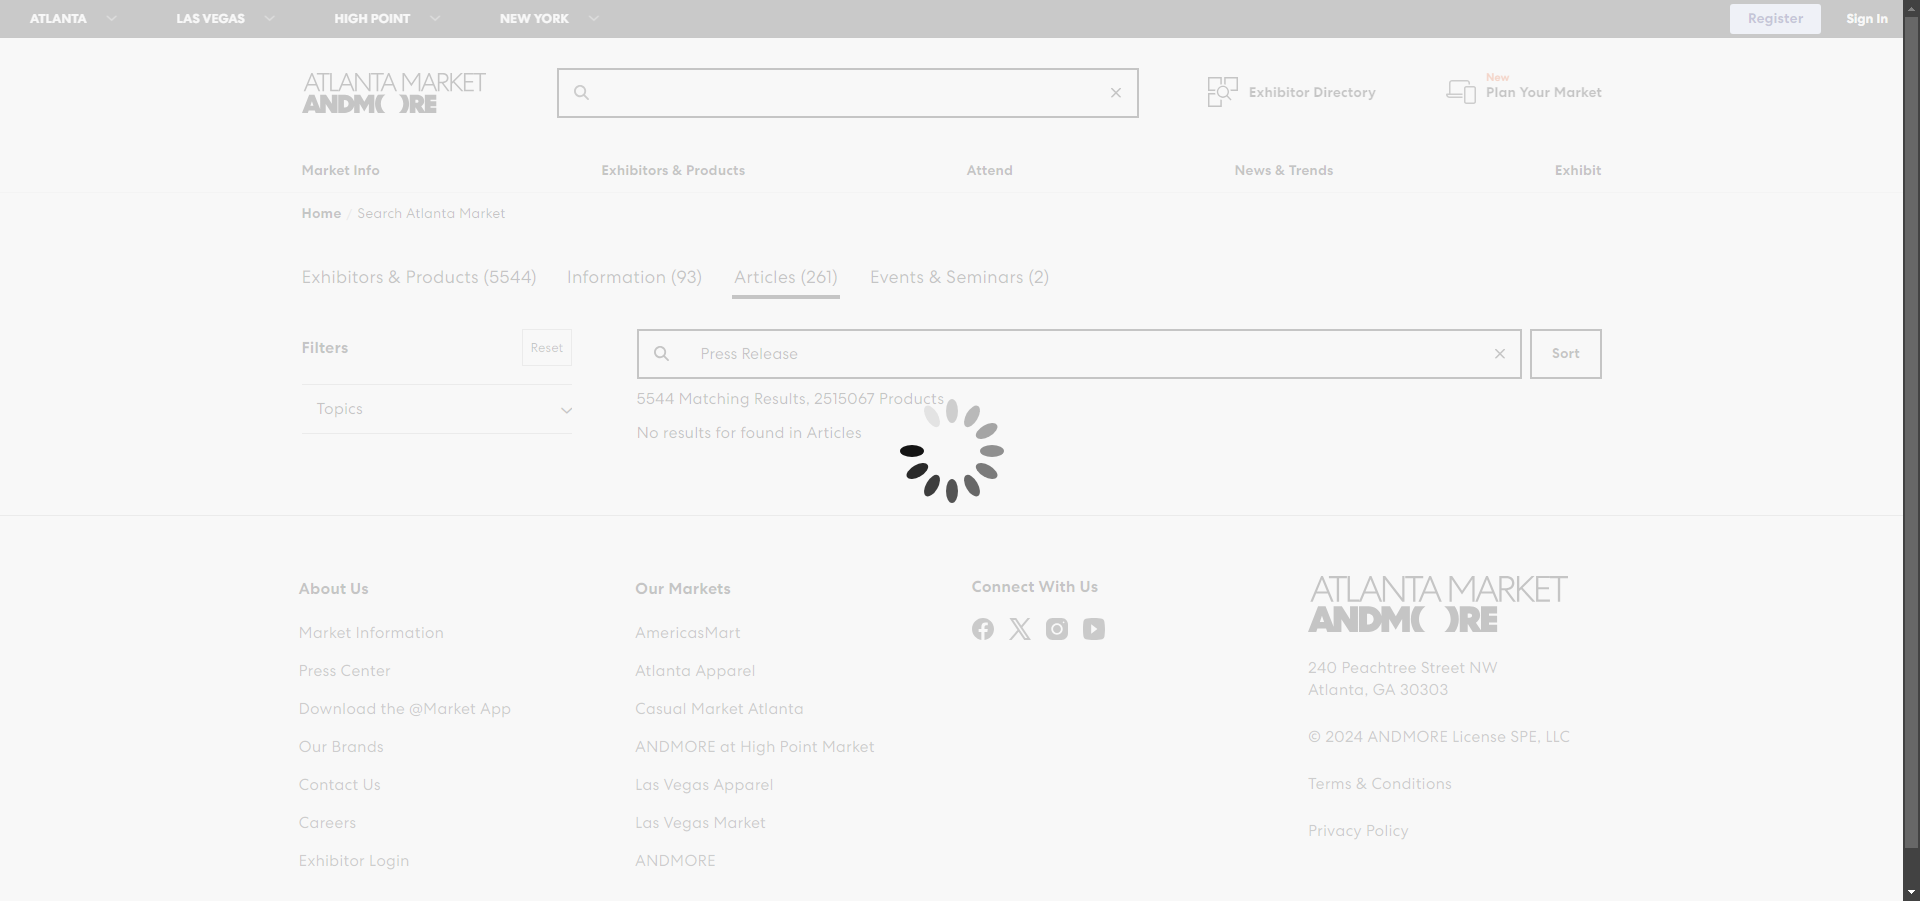 ATLANTA
LAS VEGAS
HIGH POINT
NEW YORK
Register
Sign In
ATLANTA MARKET
ANDMORE
Exhibitor Directory
New
Plan Your Market
Market Info
Exhibitors & Products
Attend
News & Trends
Exhibit
Home / Search Atlanta Market
Exhibitors & Products (5544)
Information (93)
Articles (261)
Events & Seminars (2)
Filters
Reset
Topics
Press Release
Sort
5544 Matching Results, 2515067 Products
No results for found in Articles
About Us
Market Information
Press Center
Download the @Market App
Our Brands
Contact Us
Careers
Exhibitor Login
Our Markets
AmericasMart
Atlanta Apparel
Casual Market Atlanta
ANDMORE at High Point Market
Las Vegas Apparel
Las Vegas Market
ANDMORE
Connect With Us
ATLANTA MARKET
ANDMORE
240 Peachtree Street NW
Atlanta, GA 30303
© 2024 ANDMORE License SPE, LLC
Terms & Conditions
Privacy Policy